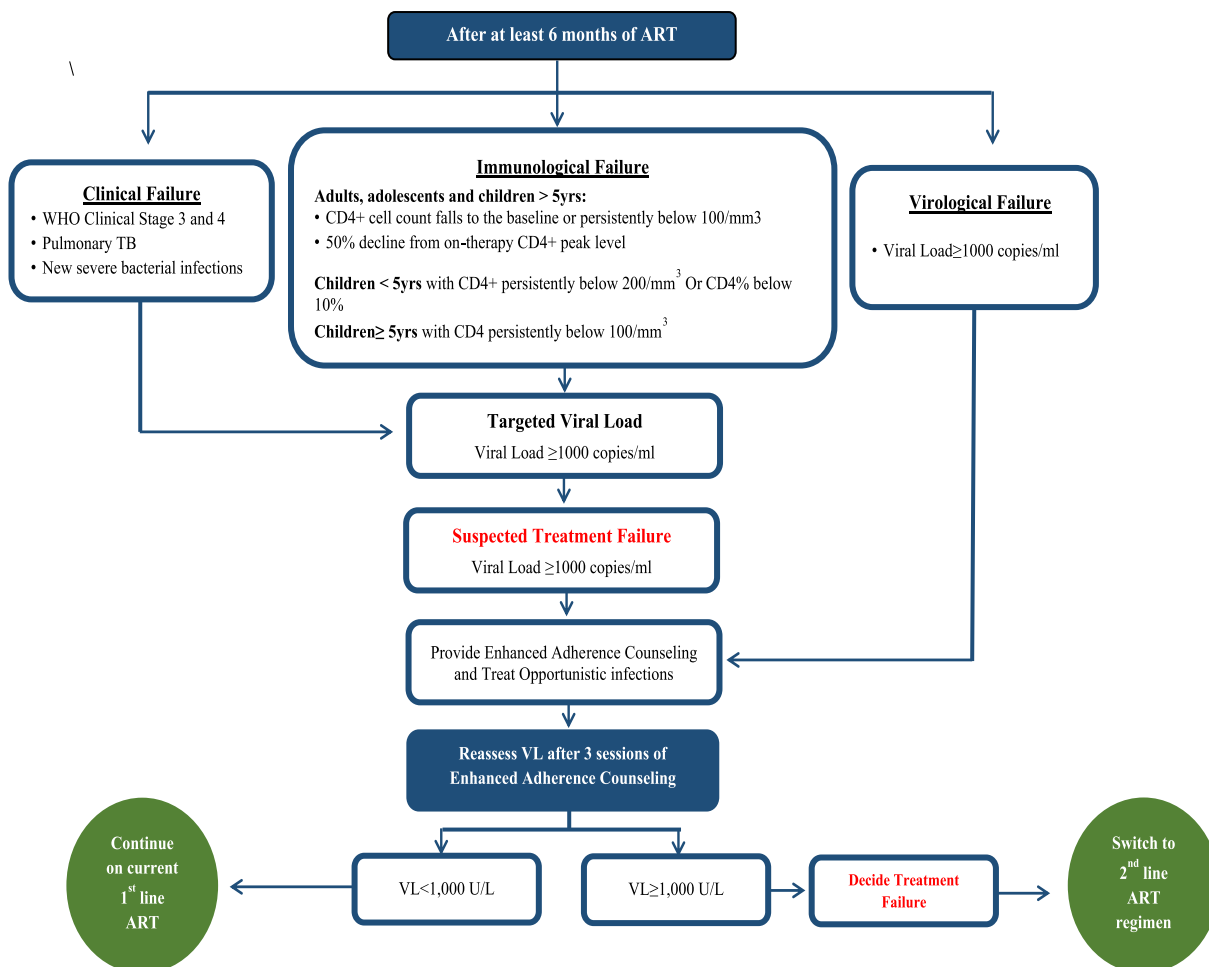 After at least 6 months of ART
\
Clinical Failure
• WHO Clinical Stage 3 and 4
• Pulmonary TB
• New severe bacterial infections
Immunological Failure
Adults, adolescents and children > 5yrs:
• CD4+ cell count falls to the baseline or persistently below 100/mm3
• 50% decline from on-therapy CD4+ peak level
Children < 5yrs with CD4+ persistently below 200/mm³ Or CD4% below
10%
Children≥ 5yrs with CD4 persistently below 100/mm³
Virological Failure
• Viral Load≥1000 copies/ml
Targeted Viral Load
Viral Load ≥1000 copies/ml
Suspected Treatment Failure
Viral Load ≥1000 copies/ml
Provide Enhanced Adherence Counseling
and Treat Opportunistic infections
Reassess VL after 3 sessions of
Enhanced Adherence Counseling
Continue
on current
1st line
ART
VL<1,000 U/L
VL≥1,000 U/L
Decide Treatment
Failure
Switch to
2nd line
ART
regimen